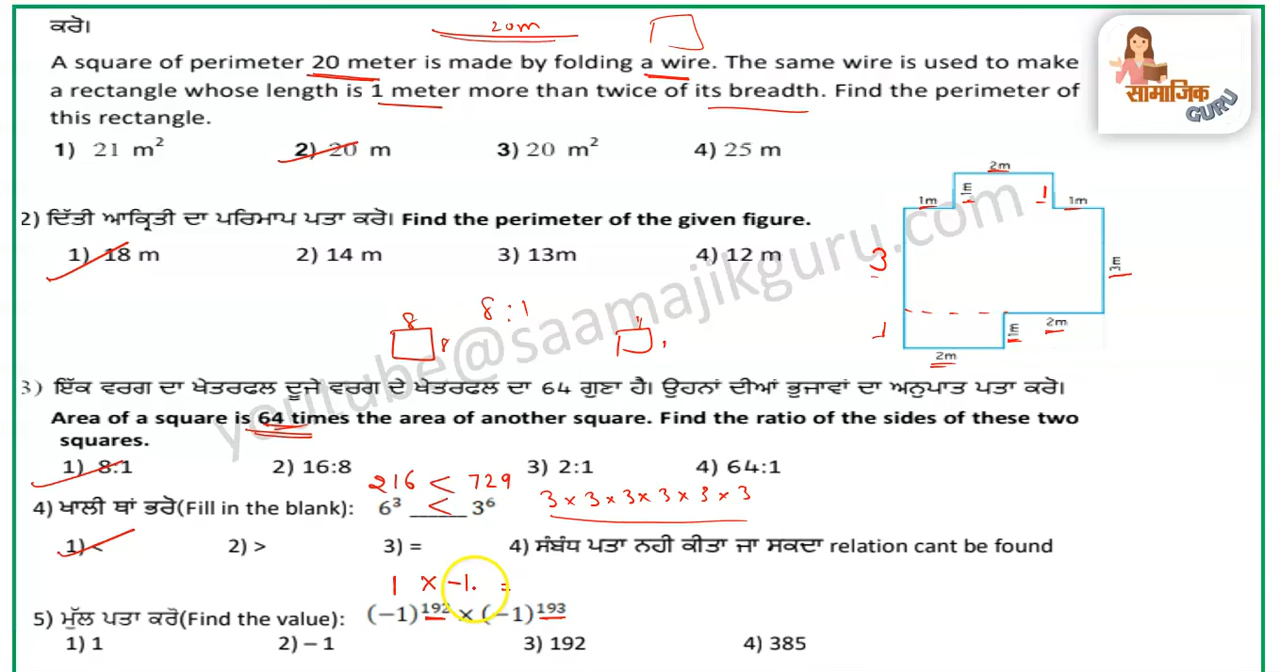 ਕਰੋ।
20m
A square of perimeter 20 meter is made by folding a wire. The same wire is used to make
a rectangle whose length is 1 meter more than twice of its breadth. Find the perimeter of
this rectangle.
1) 21 m² 2) 20 m 3) 20 m² 4) 25 m
सामाजिक
GURU
2) ਦਿੱਤੀ ਆਕ੍ਰਿਤੀ ਦਾ ਪਰਿਮਾਪ ਪਤਾ ਕਰੋ। Find the perimeter of the given figure.
1) 18 m 2) 14 m 3) 13m 4) 12 m
2m
1m 1m 1 1m
3 3m
1 1m 2m
2m
8:1
8 8 1 1
youtube@saamajikguru.com
3) ਇੱਕ ਵਰਗ ਦਾ ਖੇਤਰਫਲ ਦੂਜੇ ਵਰਗ ਦੇ ਖੇਤਰਫਲ ਦਾ 64 ਗੁਣਾ ਹੈ। ਉਹਨਾਂ ਦੀਆਂ ਭੁਜਾਵਾਂ ਦਾ ਅਨੁਪਾਤ ਪਤਾ ਕਰੋ।
Area of a square is 64 times the area of another square. Find the ratio of the sides of these two
squares.
1) 8:1 2) 16:8 3) 2:1 4) 64:1
216 < 729
4) ਖਾਲੀ ਥਾਂ ਭਰੋ(Fill in the blank): 6³ __<__ 3⁶ 3 × 3 × 3 × 3 × 3 × 3
1) < 2) > 3) = 4) ਸੰਬੰਧ ਪਤਾ ਨਹੀ ਕੀਤਾ ਜਾ ਸਕਦਾ relation cant be found
1 × -1. =
5) ਮੁੱਲ ਪਤਾ ਕਰੋ(Find the value): (−1)¹⁹² × (−1)¹⁹³
1) 1 2) – 1 3) 192 4) 385